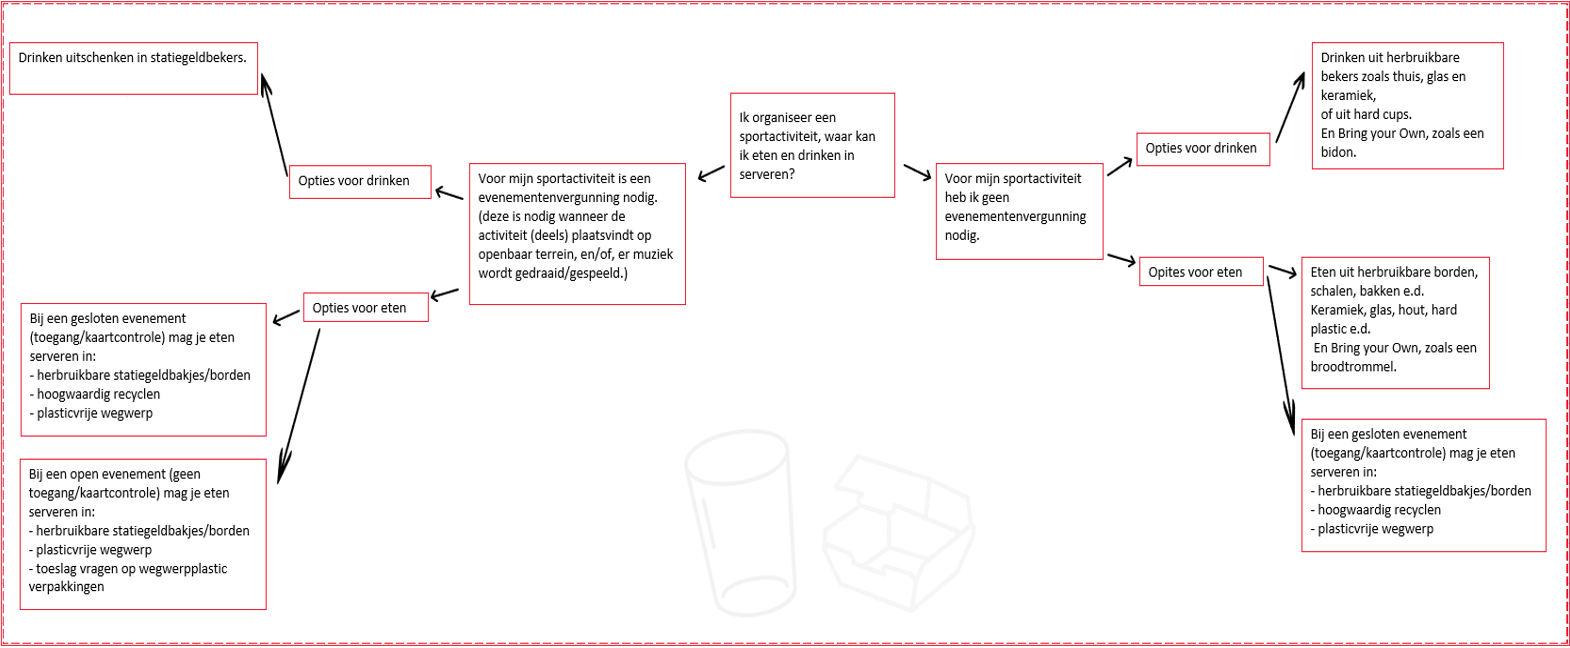 Drinken uitschenken in statiegeldbekers.
Opties voor drinken
Voor mijn sportactiviteit is een
evenementenvergunning nodig.
(deze is nodig wanneer de
activiteit (deels) plaatsvindt op
openbaar terrein, en/of, er muziek
wordt gedraaid/gespeeld.)
Opties voor eten
Bij een gesloten evenement
(toegang/kaartcontrole) mag je eten
serveren in:
- herbruikbare statiegeldbakjes/borden
- hoogwaardig recyclen
- plasticvrije wegwerp
Bij een open evenement (geen
toegang/kaartcontrole) mag je eten
serveren in:
- herbruikbare statiegeldbakjes/borden
- plasticvrije wegwerp
- toeslag vragen op wegwerpplastic
verpakkingen
Ik organiseer een
sportactiviteit, waar kan
ik eten en drinken in
serveren?
Voor mijn sportactiviteit
heb ik geen
evenementenvergunning
nodig.
Opties voor drinken
Drinken uit herbruikbare
bekers zoals thuis, glas en
keramiek,
of uit hard cups.
En Bring your Own, zoals een
bidon.
Opites voor eten
Eten uit herbruikbare borden,
schalen, bakken e.d.
Keramiek, glas, hout, hard
plastic e.d.
En Bring your Own, zoals een
broodtrommel.
Bij een gesloten evenement
(toegang/kaartcontrole) mag je eten
serveren in:
- herbruikbare statiegeldbakjes/borden
- hoogwaardig recyclen
- plasticvrije wegwerp